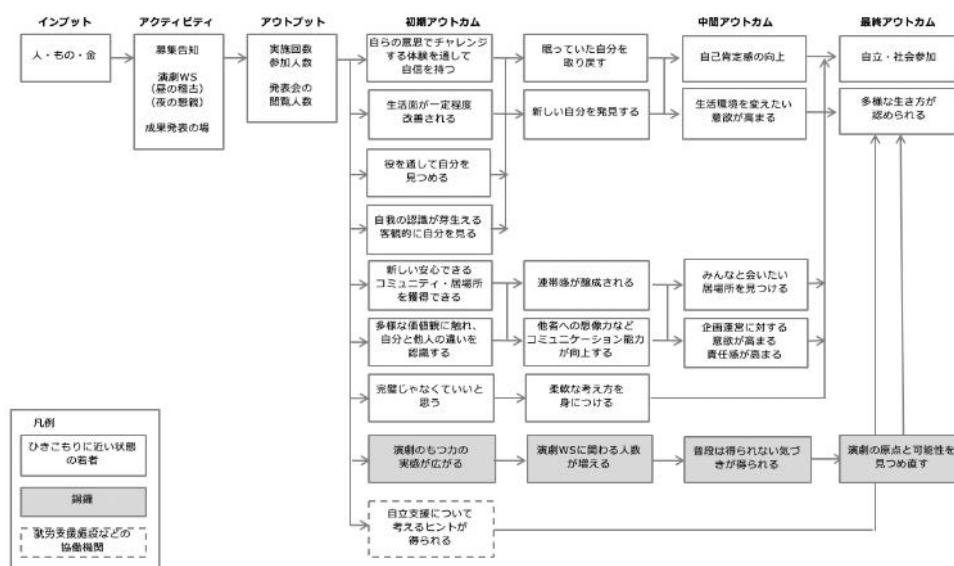 インプット
アクティビティ
アウトプット
初期アウトカム
中間アウトカム
最終アウトカム
人・もの・金
募集告知
演劇WS
(昼の稽古)
(夜の懇親)
成果発表の場
実施回数
参加人数
発表会の
閲覧人数
自らの意思でチャレンジ
する体験を通して
自信を持つ
眠っていた自分を
取り戻す
自己肯定感の向上
自立・社会参加
生活面が一定程度
改善される
新しい自分を発見する
生活環境を変えたい
意欲が高まる
多様な生き方が
認められる
役を通して自分を
見つめる
自我の認識が芽生える
客観的に自分を見る
新しい安心できる
コミュニティ・居場所
を獲得できる
連帯感が醸成される
みんなと会いたい
居場所を見つける
多様な価値観に触れ、
自分と他人の違いを
認識する
他者への想像力など
コミュニケーション能力
が向上する
企画運営に対する
意欲が高まる
責任感が高まる
完璧じゃなくていいと
思う
柔軟な考え方を
身につける
演劇のもつ力の
実感が広がる
演劇WSに関わる人数
が増える
普段は得られない気づ
きが得られる
演劇の原点と可能性を
見つめ直す
自立支援について
考えるヒントが
得られる
凡例
ひきこもりに近い状態
の若者
就労支援施設などの
協働機関